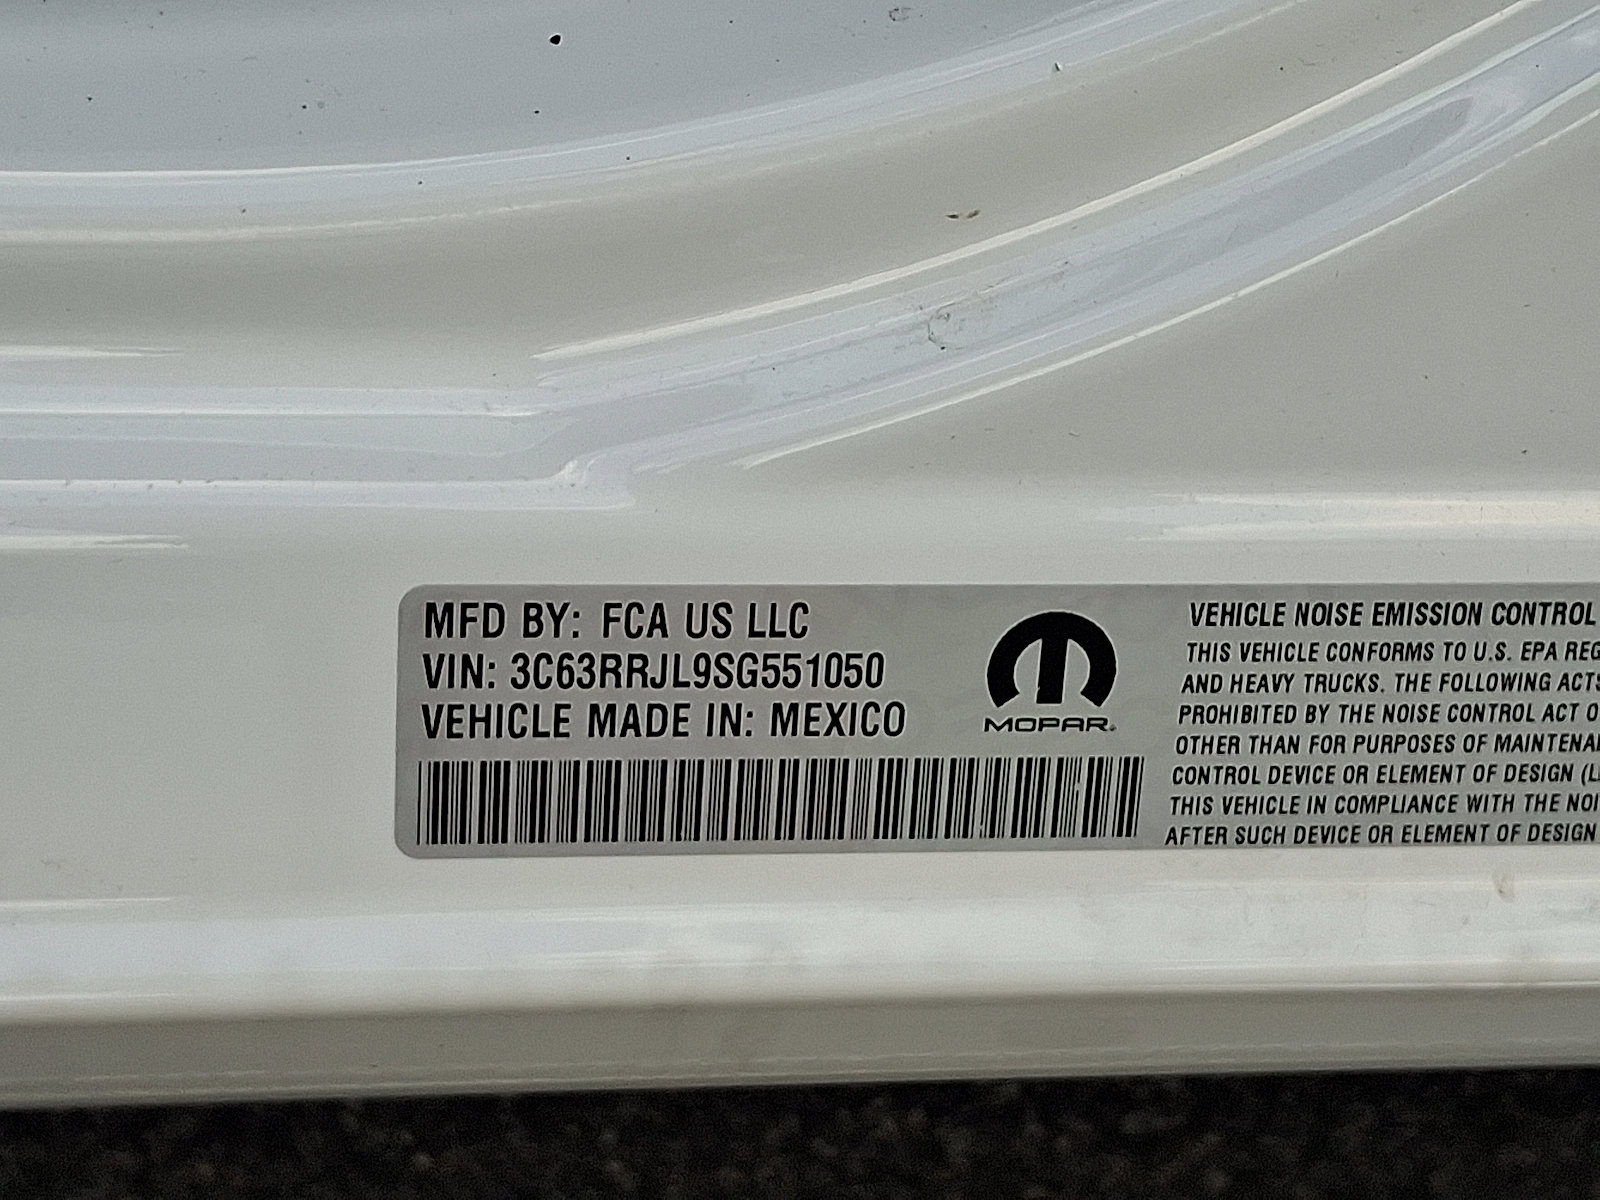 MFD BY: FCA US LLC
VIN: 3C63RRJL9SG551050
VEHICLE MADE IN: MEXICO
MOPAR
VEHICLE NOISE EMISSION CONTROL
THIS VEHICLE CONFORMS TO U.S. EPA REG
AND HEAVY TRUCKS. THE FOLLOWING ACTS
PROHIBITED BY THE NOISE CONTROL ACT O
OTHER THAN FOR PURPOSES OF MAINTENA
CONTROL DEVICE OR ELEMENT OF DESIGN (L
THIS VEHICLE IN COMPLIANCE WITH THE NOI
AFTER SUCH DEVICE OR ELEMENT OF DESIGN